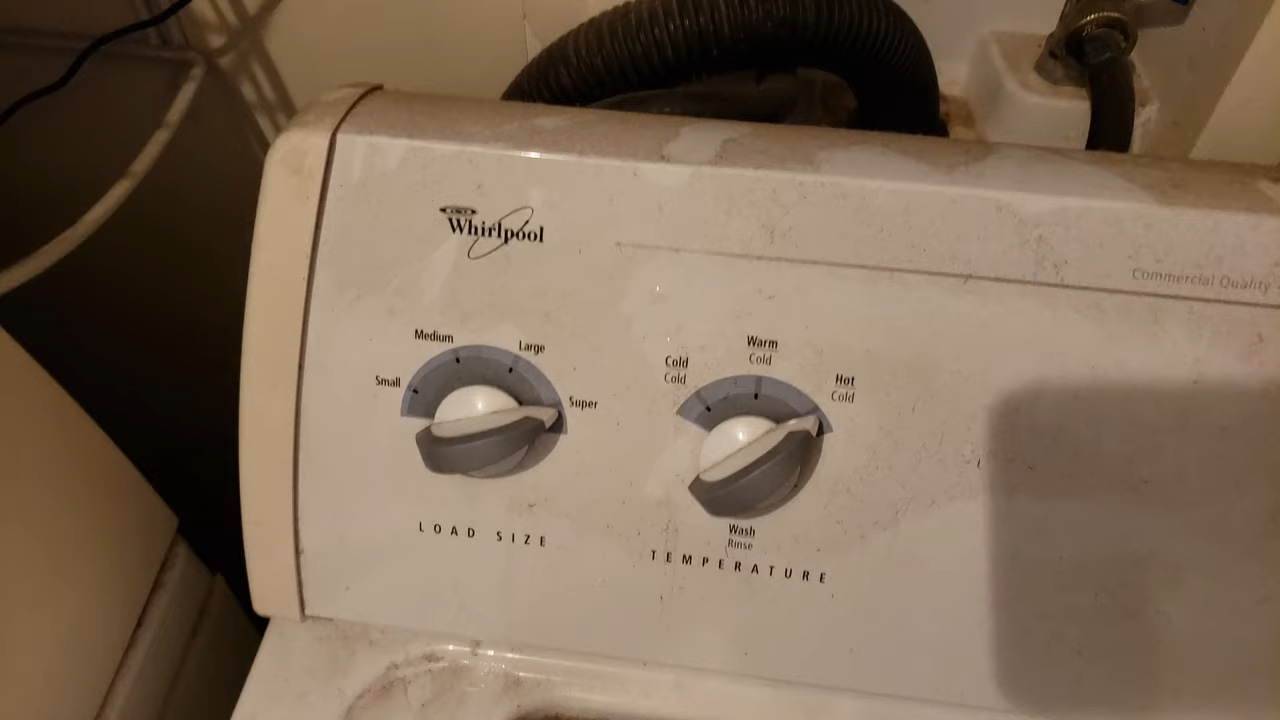 Whirlpool
Commercial Quality
Medium
Large
Small
Super
LOAD SIZE
Warm
Cold
Cold
Cold
Hot
Cold
Wash
Rinse
TEMPERATURE